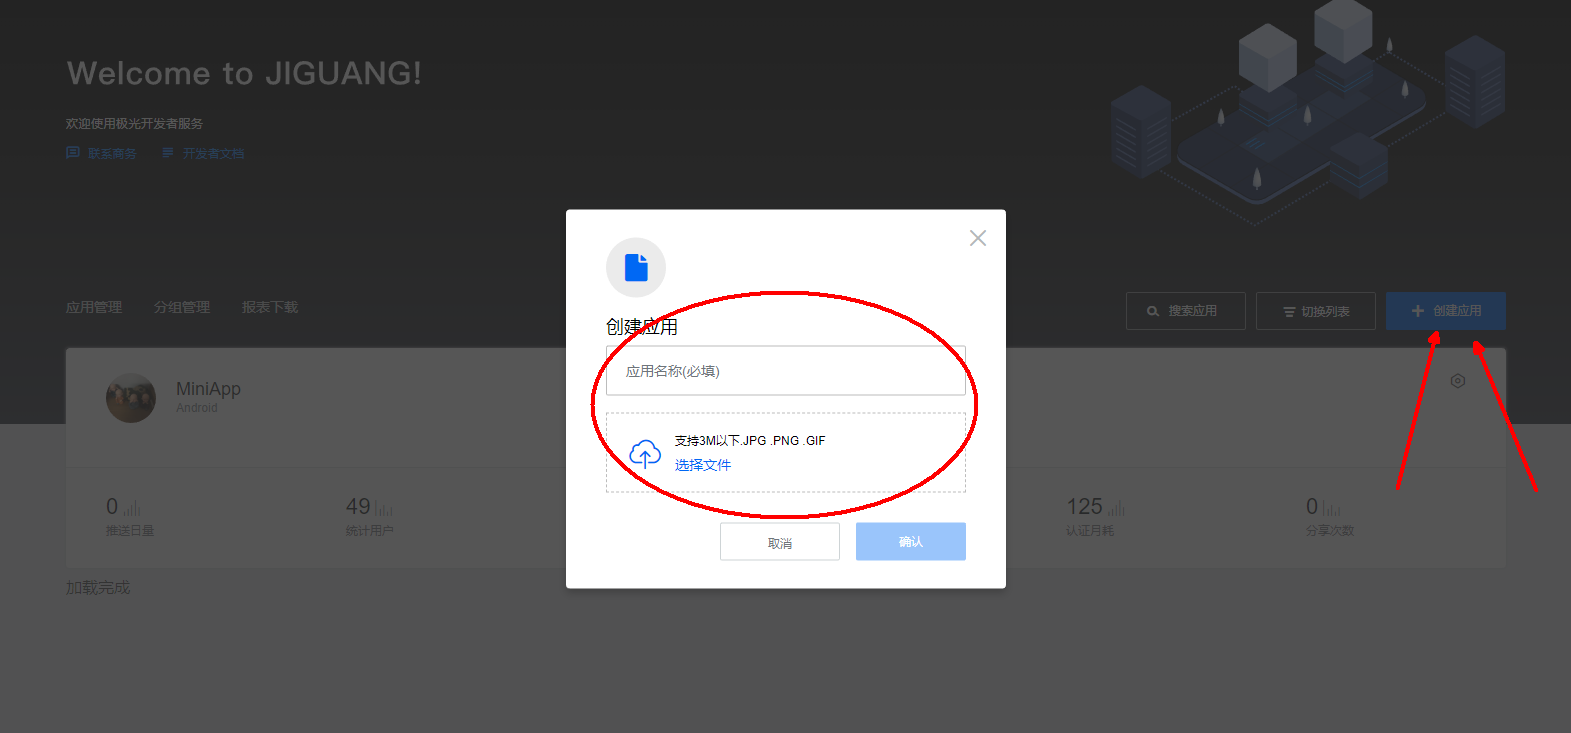 Welcome to JIGUANG!
欢迎使用极光开发者服务
联系商务 开发者文档
应用管理 分组管理 报表下载
搜索应用 切换列表 创建应用
创建应用
应用名称(必填)
支持3M以下.JPG .PNG .GIF
选择文件
取消 确认
MiniApp
Android
0 49 125 0
推送日量 统计用户 认证月耗 分享次数
加载完成